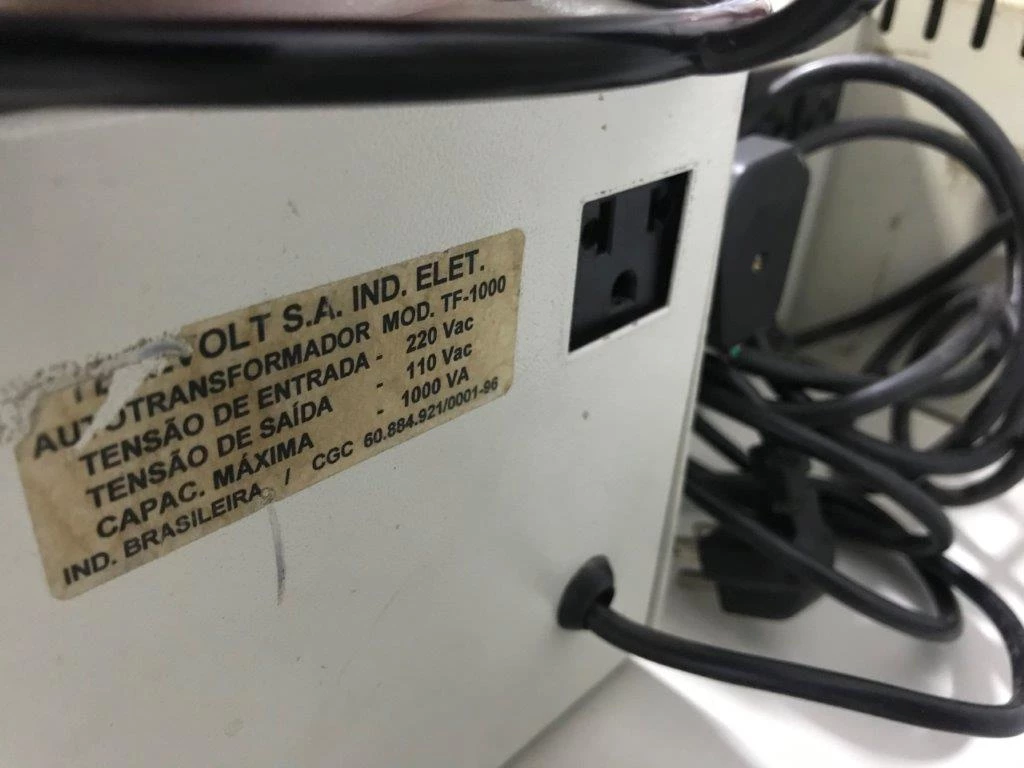 S.A. IND. ELET.
AUTOTRANSFORMADOR MOD. TF-1000
TENSÃO DE ENTRADA - 220 Vac
TENSÃO DE SAÍDA - 110 Vac
CAPAC. MÁXIMA - 1000 VA
IND. BRASILEIRA / CGC 60.884.921/0001-96